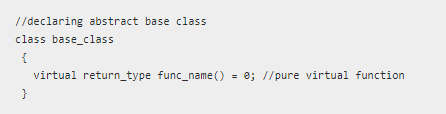 //declaring abstract base class
class base_class
{
virtual return_type func_name() = 0; //pure virtual function
}